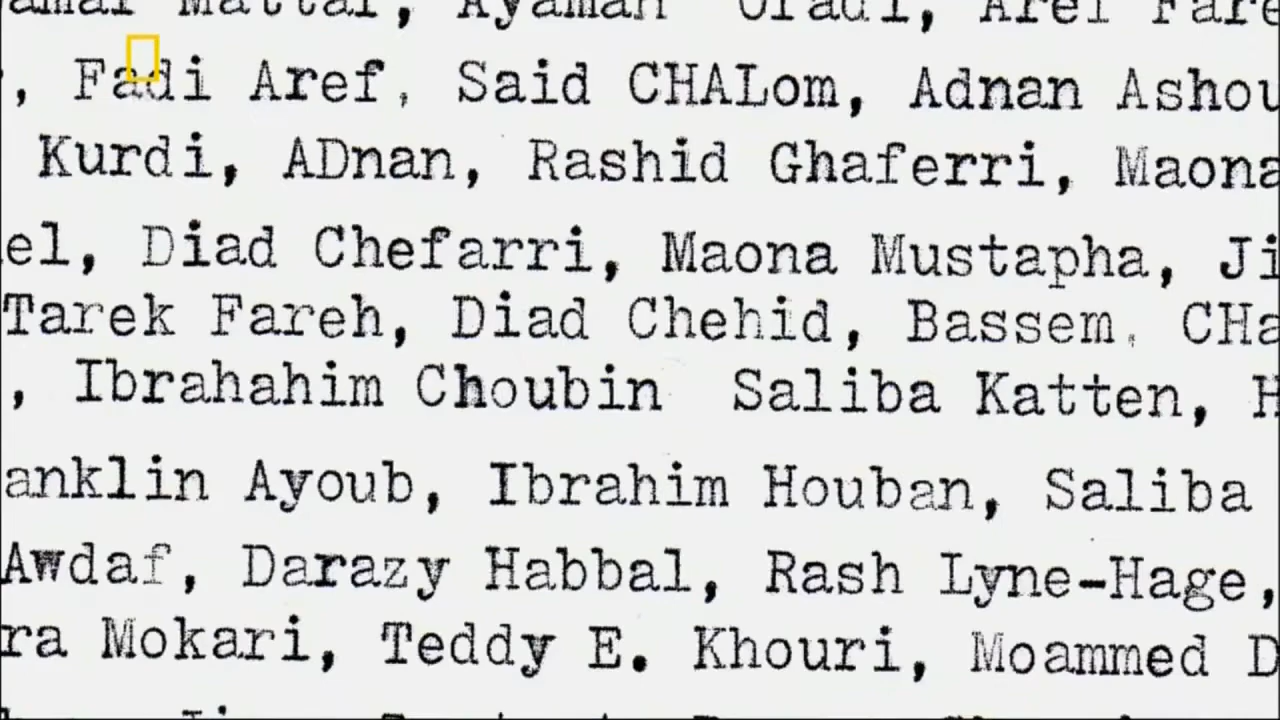 , Fadi Aref, Said CHALom, Adnan Ashou
Kurdi, ADnan, Rashid Ghaferri, Maona
el, Diad Chefarri, Maona Mustapha, Ji
Tarek Fareh, Diad Chehid, Bassem, CHa
, Ibrahahim Choubin Saliba Katten, H
anklin Ayoub, Ibrahim Houban, Saliba
Awdaf, Darazy Habbal, Rash Lyne-Hage,
ra Mokari, Teddy E. Khouri, Moammed D